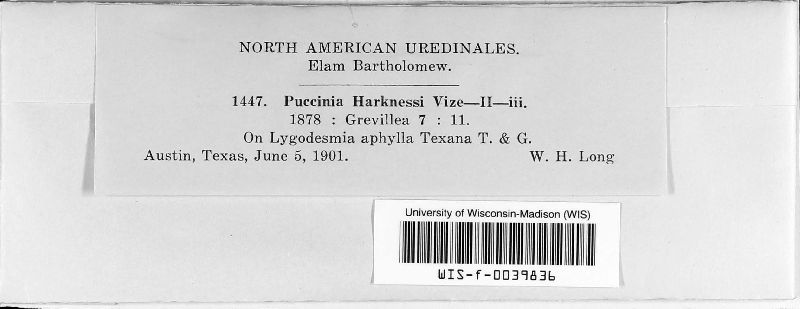 NORTH AMERICAN UREDINALES.
Elam Bartholomew.
1447. Puccinia Harknessi Vize—II—iii.
1878 : Grevillea 7 : 11.
On Lygodesmia aphylla Texana T. & G.
Austin, Texas, June 5, 1901. W. H. Long
University of Wisconsin-Madison (WIS)
WIS-f-0039836